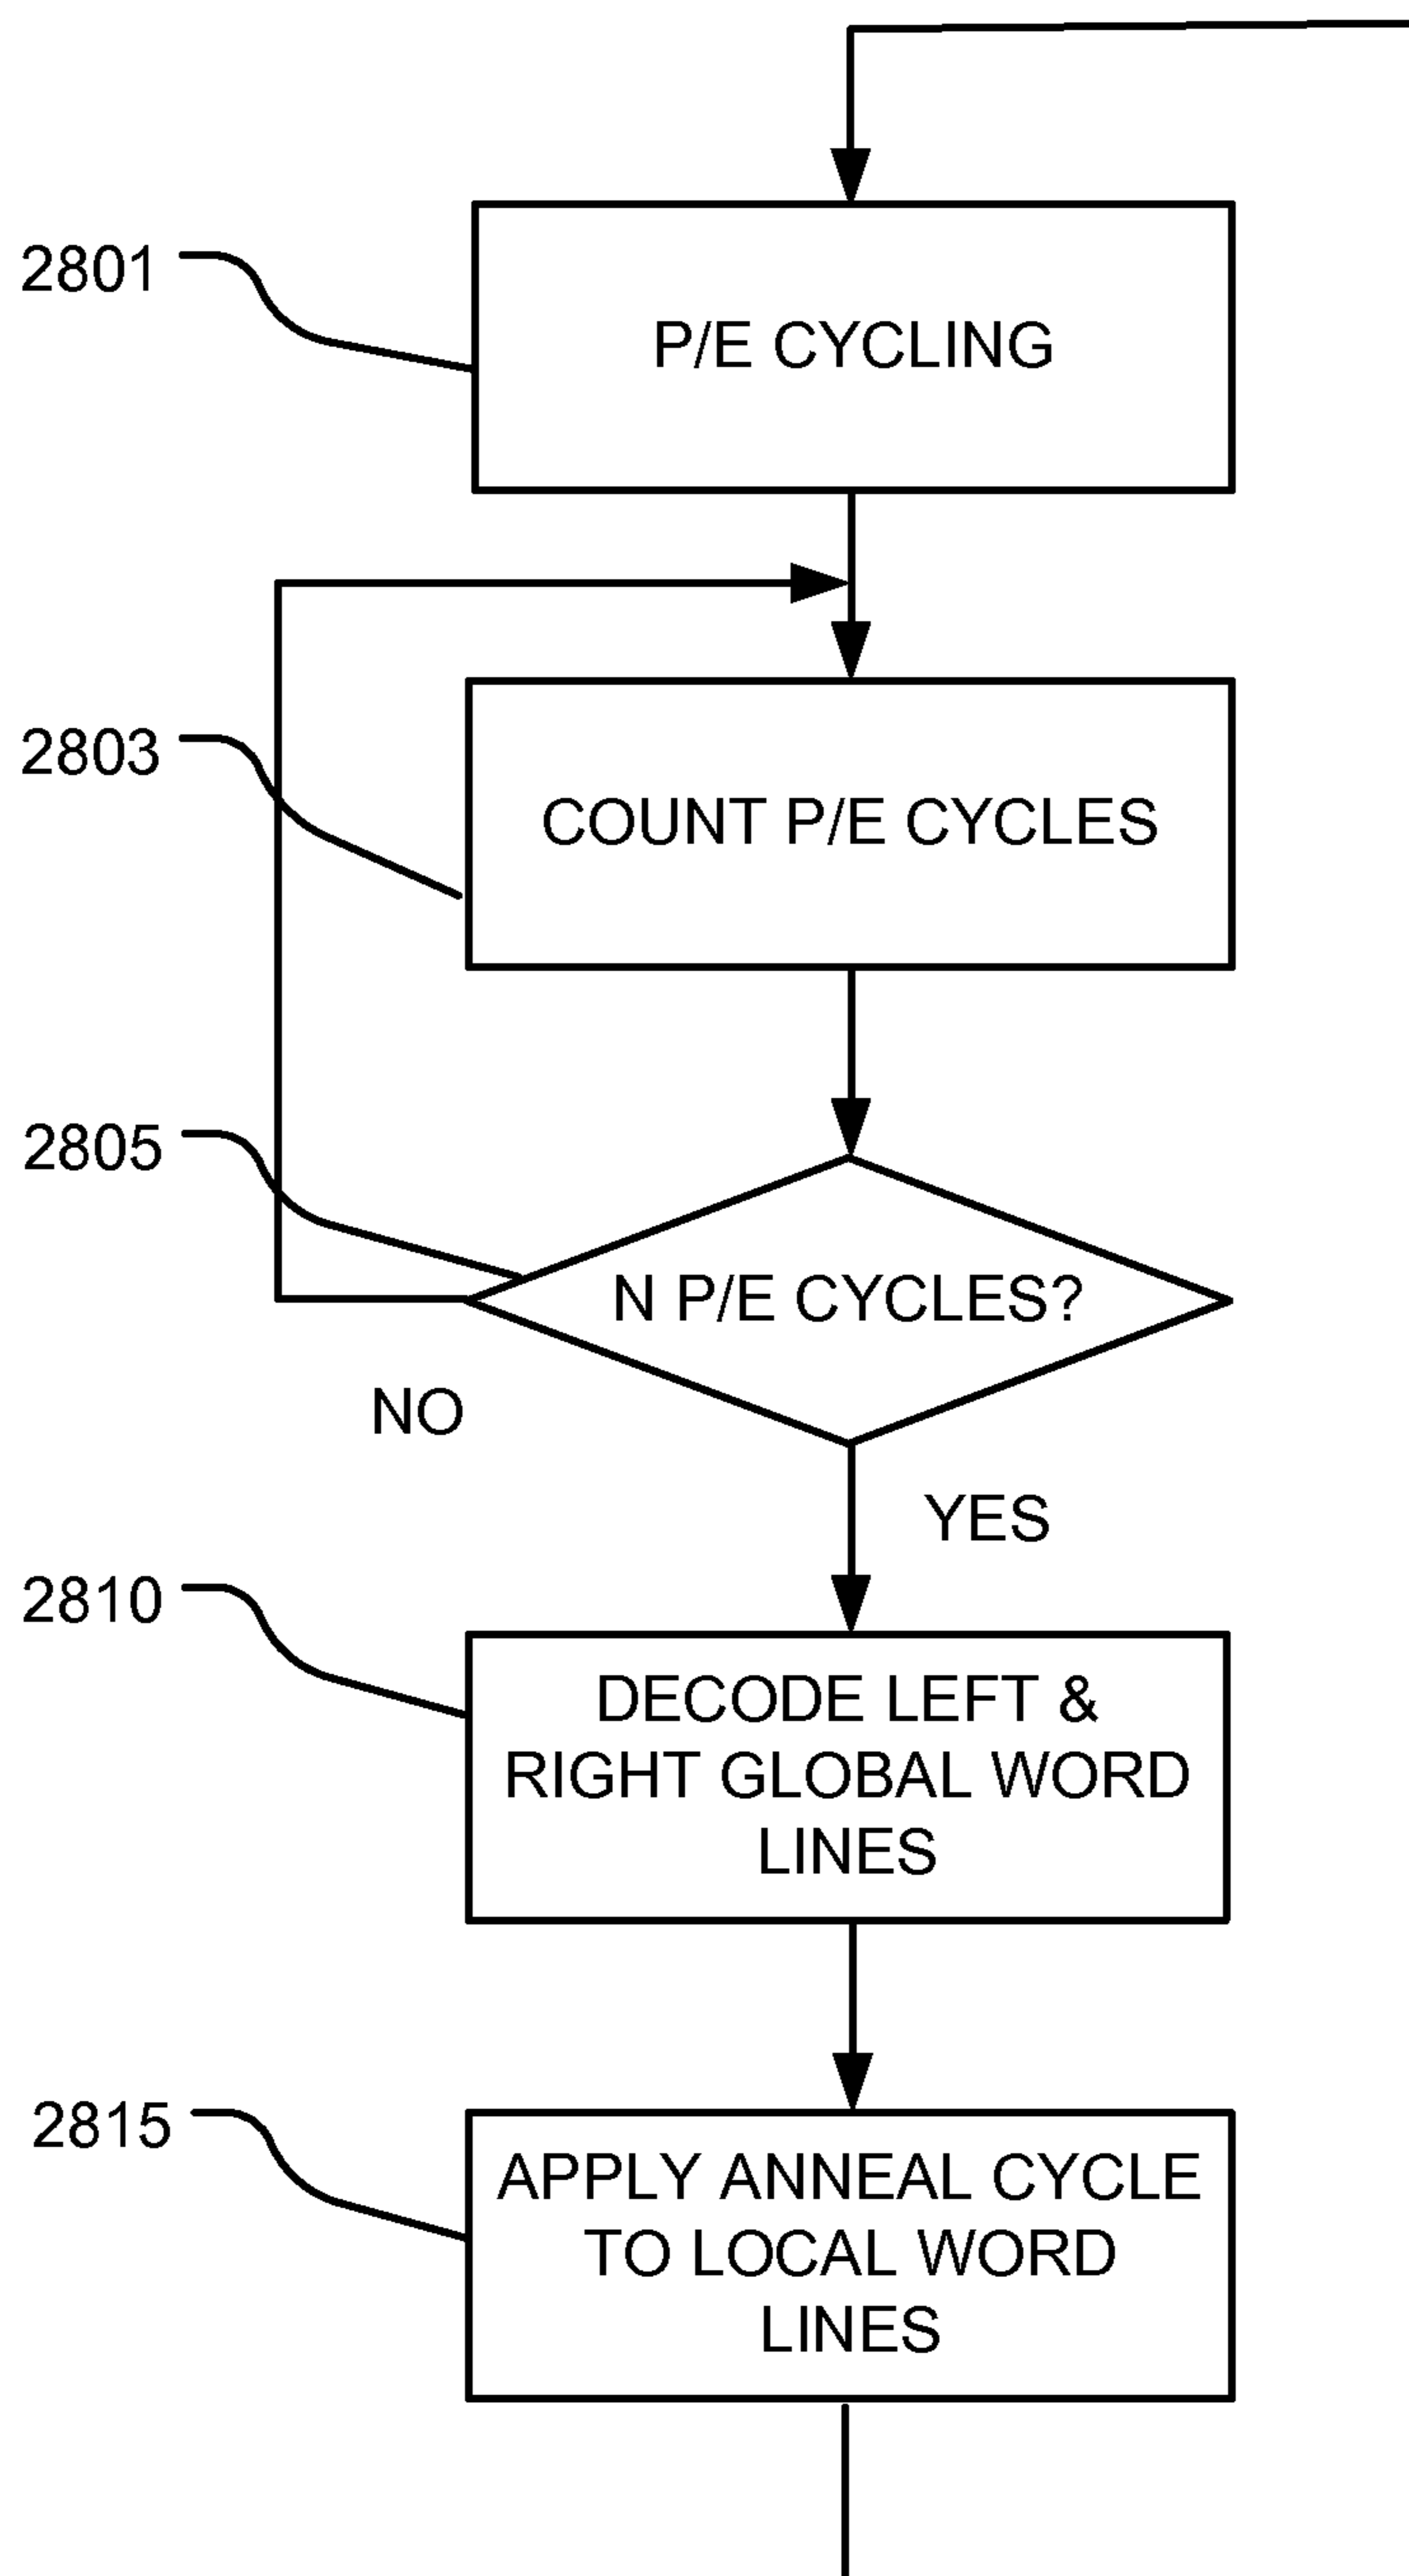 2801
P/E CYCLING
2803
COUNT P/E CYCLES
2805
N P/E CYCLES?
NO
YES
2810
DECODE LEFT &
RIGHT GLOBAL WORD
LINES
2815
APPLY ANNEAL CYCLE
TO LOCAL WORD
LINES